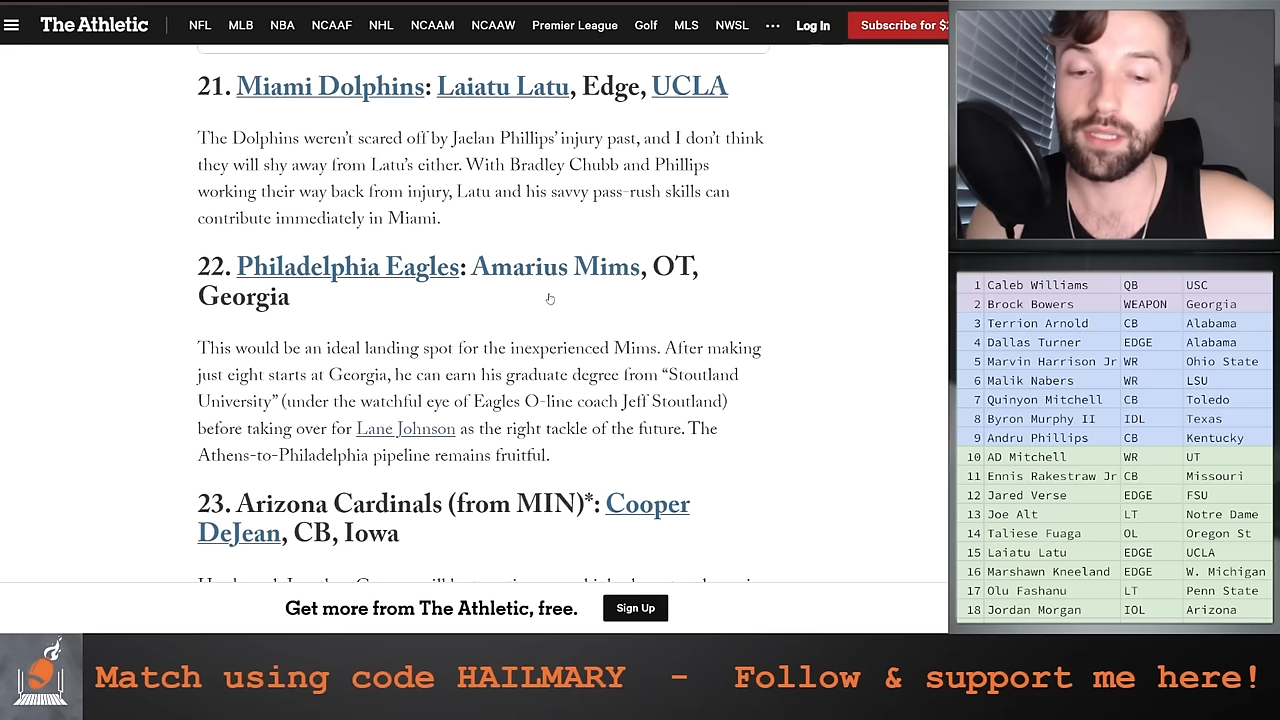 The Athletic
NFL MLB NBA NCAAF NHL NCAAM NCAAW Premier League Golf MLS NWSL ••• Log In Subscribe for $
21. Miami Dolphins: Laiatu Latu, Edge, UCLA
The Dolphins weren't scared off by Jaelan Phillips' injury past, and I don't think
they will shy away from Latu's either. With Bradley Chubb and Phillips
working their way back from injury, Latu and his savvy pass-rush skills can
contribute immediately in Miami.
22. Philadelphia Eagles: Amarius Mims, OT,
Georgia
This would be an ideal landing spot for the inexperienced Mims. After making
just eight starts at Georgia, he can earn his graduate degree from “Stoutland
University” (under the watchful eye of Eagles O-line coach Jeff Stoutland)
before taking over for Lane Johnson as the right tackle of the future. The
Athens-to-Philadelphia pipeline remains fruitful.
23. Arizona Cardinals (from MIN)*: Cooper
DeJean, CB, Iowa
Get more from The Athletic, free. Sign Up
1 Caleb Williams QB USC
2 Brock Bowers WEAPON Georgia
3 Terrion Arnold CB Alabama
4 Dallas Turner EDGE Alabama
5 Marvin Harrison Jr WR Ohio State
6 Malik Nabers WR LSU
7 Quinyon Mitchell CB Toledo
8 Byron Murphy II IDL Texas
9 Andru Phillips CB Kentucky
10 AD Mitchell WR UT
11 Ennis Rakestraw Jr CB Missouri
12 Jared Verse EDGE FSU
13 Joe Alt LT Notre Dame
14 Taliese Fuaga OL Oregon St
15 Laiatu Latu EDGE UCLA
16 Marshawn Kneeland EDGE W. Michigan
17 Olu Fashanu LT Penn State
18 Jordan Morgan IOL Arizona
Match using code HAILMARY - Follow & support me here!